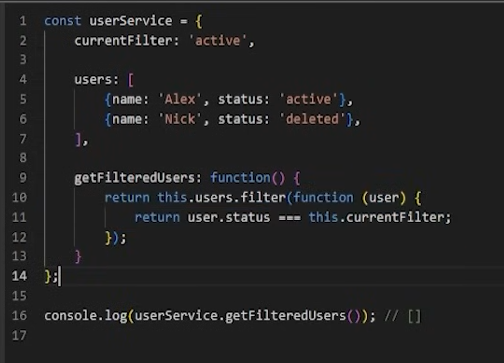 1 const userService = {
2     currentFilter: 'active',
3
4     users: [
5         {name: 'Alex', status: 'active'},
6         {name: 'Nick', status: 'deleted'},
7     ],
8
9     getFilteredUsers: function() {
10         return this.users.filter(function (user) {
11             return user.status === this.currentFilter;
12         });
13     }
14 };
15
16 console.log(userService.getFilteredUsers()); // []
17